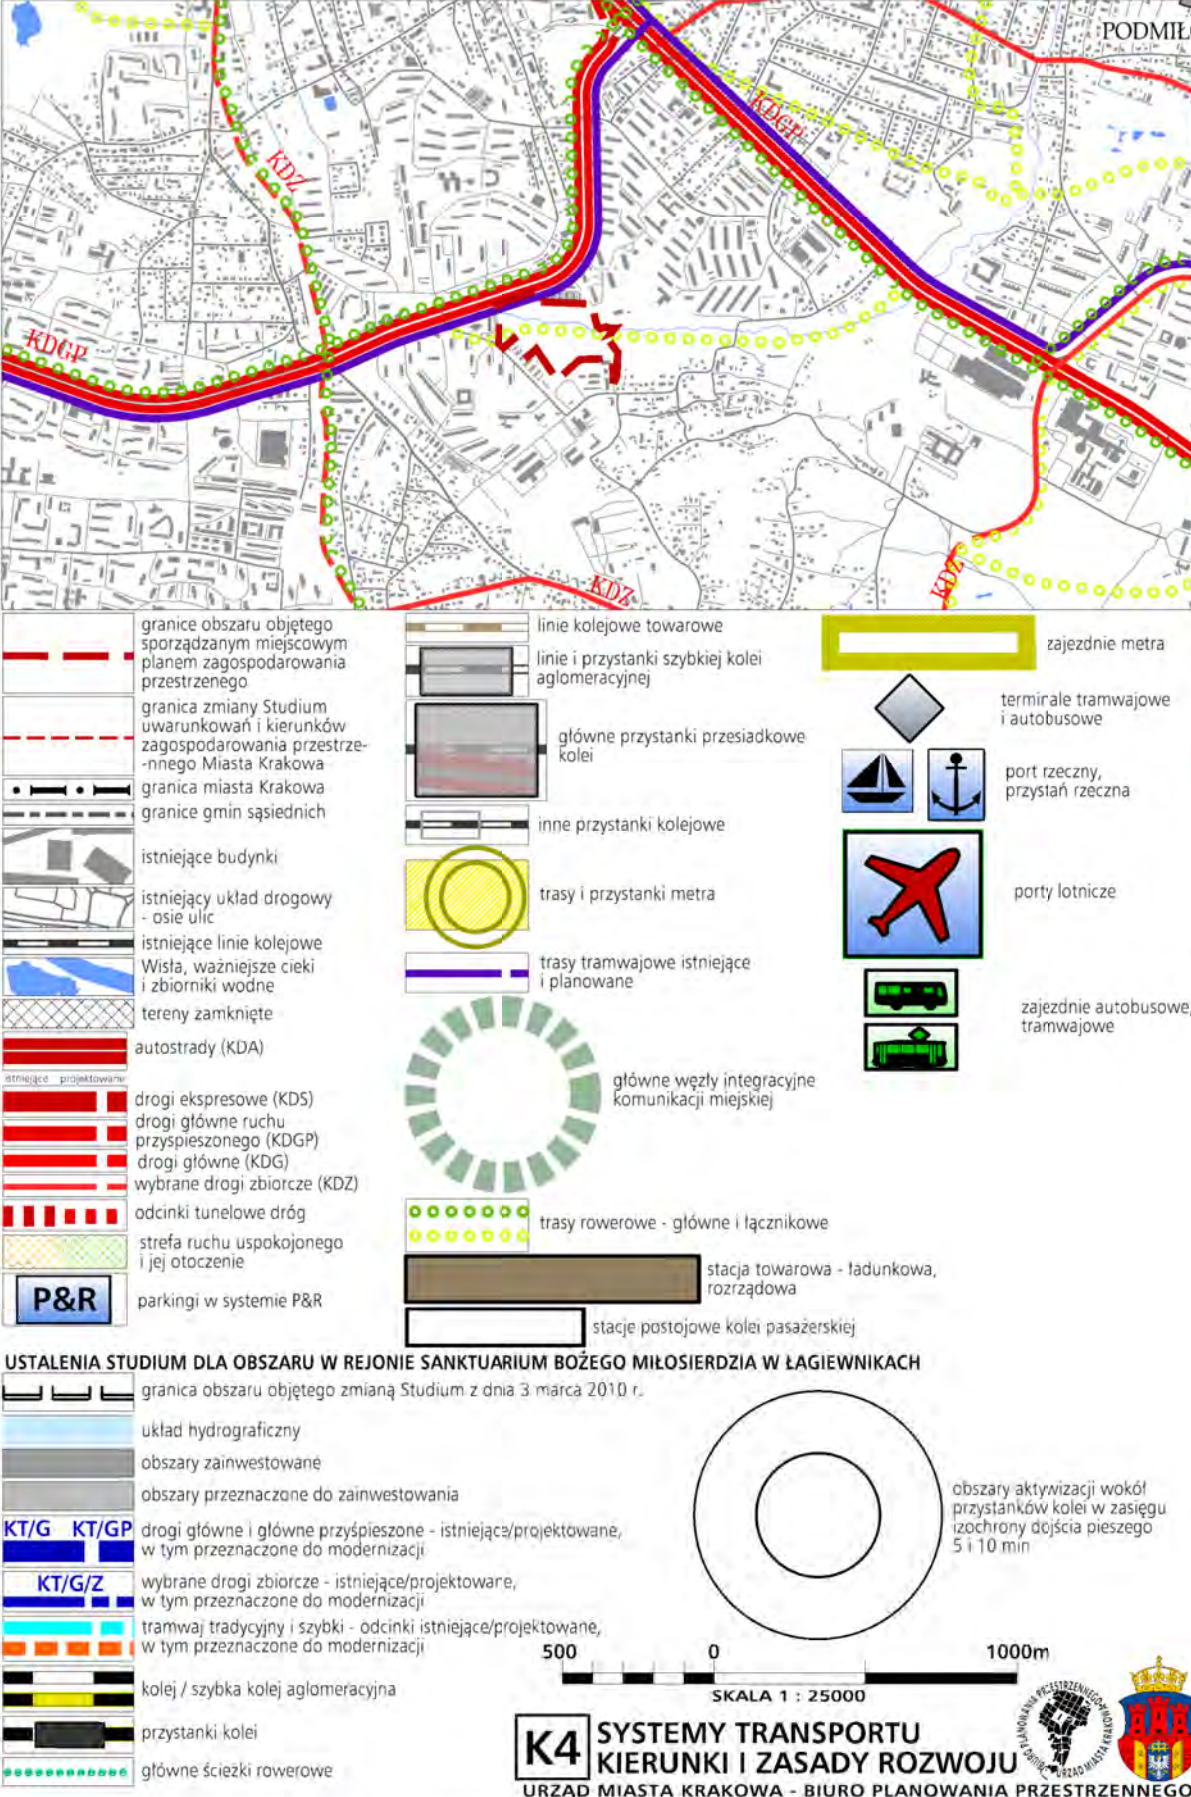 PODMIŁ
KDGP
KDZ
KDGP
KDZ
KDZ
granice obszaru objętego
sporządzanym miejscowym
planem zagospodarowania
przestrzenego
granica zmiany Studium
uwarunkowań i kierunków
zagospodarowania przestrze-
-nnego Miasta Krakowa
granica miasta Krakowa
granice gmin sąsiednich
istniejące budynki
istniejący układ drogowy
- osie ulic
istniejące linie kolejowe
Wisła, ważniejsze cieki
i zbiorniki wodne
tereny zamknięte
autostrady (KDA)
istniejące projektowane
drogi ekspresowe (KDS)
drogi główne ruchu
przyspieszonego (KDGP)
drogi główne (KDG)
wybrane drogi zbiorcze (KDZ)
odcinki tunelowe dróg
strefa ruchu uspokojonego
i jej otoczenie
P&R parkingi w systemie P&R
linie kolejowe towarowe
linie i przystanki szybkiej kolei
aglomeracyjnej
główne przystanki przesiadkowe
kolei
inne przystanki kolejowe
trasy i przystanki metra
trasy tramwajowe istniejące
i planowane
główne węzły integracyjne
komunikacji miejskiej
trasy rowerowe - główne i łącznikowe
stacja towarowa - ładunkowa,
rozrządowa
stacje postojowe kolei pasażerskiej
zajezdnie metra
terminale tramwajowe
i autobusowe
port rzeczny,
przystań rzeczna
porty lotnicze
zajezdnie autobusowe,
tramwajowe
USTALENIA STUDIUM DLA OBSZARU W REJONIE SANKTUARIUM BOŻEGO MIŁOSIERDZIA W ŁAGIEWNIKACH
granica obszaru objętego zmianą Studium z dnia 3 marca 2010 r.
układ hydrograficzny
obszary zainwestowane
obszary przeznaczone do zainwestowania
KT/G KT/GP drogi główne i główne przyśpieszone - istniejące/projektowane,
w tym przeznaczone do modernizacji
KT/G/Z wybrane drogi zbiorcze - istniejące/projektowane,
w tym przeznaczone do modernizacji
tramwaj tradycyjny i szybki - odcinki istniejące/projektowane,
w tym przeznaczone do modernizacji
kolej / szybka kolej aglomeracyjna
przystanki kolei
główne ścieżki rowerowe
obszary aktywizacji wokół
przystanków kolei w zasięgu
izochrony dojścia pieszego
5 i 10 min
500 0 1000m
SKALA 1 : 25000
K4 SYSTEMY TRANSPORTU
KIERUNKI I ZASADY ROZWOJU
URZĄD MIASTA KRAKOWA - BIURO PLANOWANIA PRZESTRZENNEGO